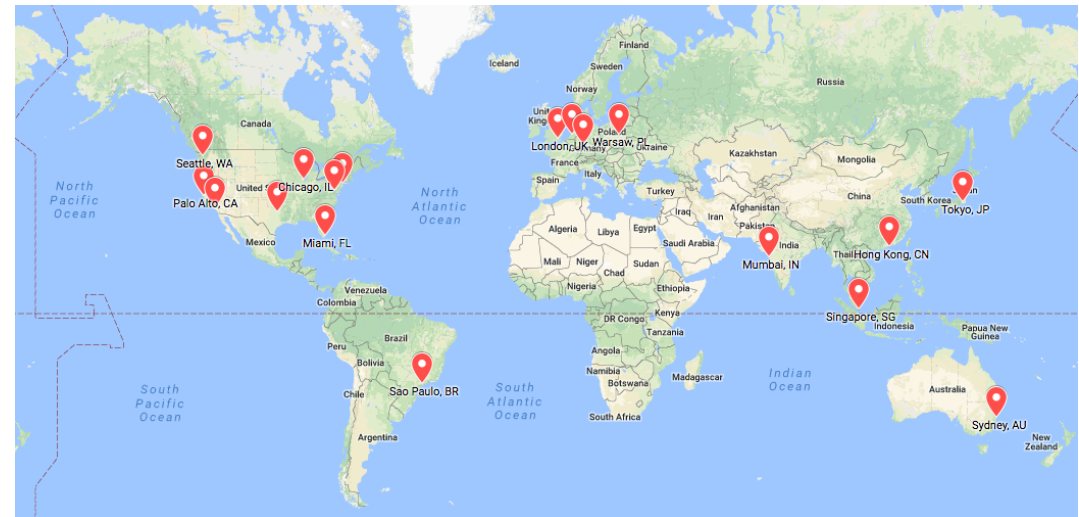 Iceland
Finland
Sweden
Norway
Russia
Canada
United
Kingdom
Poland
London, UK
Warsaw, PL
Ukraine
Germany
France
Seattle, WA
Kazakhstan
Mongolia
Italy
Spain
Turkey
North
Pacific
Ocean
United S
Chicago, IL
Palo Alto, CA
North
Atlantic
Ocean
China
South Korea
Japan
Tokyo, JP
Afghanistan
Iraq
Iran
Pakistan
Mexico
Miami, FL
Algeria
Libya
Egypt
Saudi Arabia
India
Thailand
Hong Kong, CN
Mumbai, IN
Mali
Niger
Chad
Sudan
Nigeria
Ethiopia
Venezuela
Colombia
DR Congo
Kenya
Tanzania
Singapore, SG
Indonesia
Papua New
Guinea
Peru
Brazil
Bolivia
Angola
Namibia
Botswana
Madagascar
Indian
Ocean
South
Pacific
Ocean
Chile
Sao Paulo, BR
South
Atlantic
Ocean
South Africa
Australia
Sydney, AU
Argentina
New
Zealand